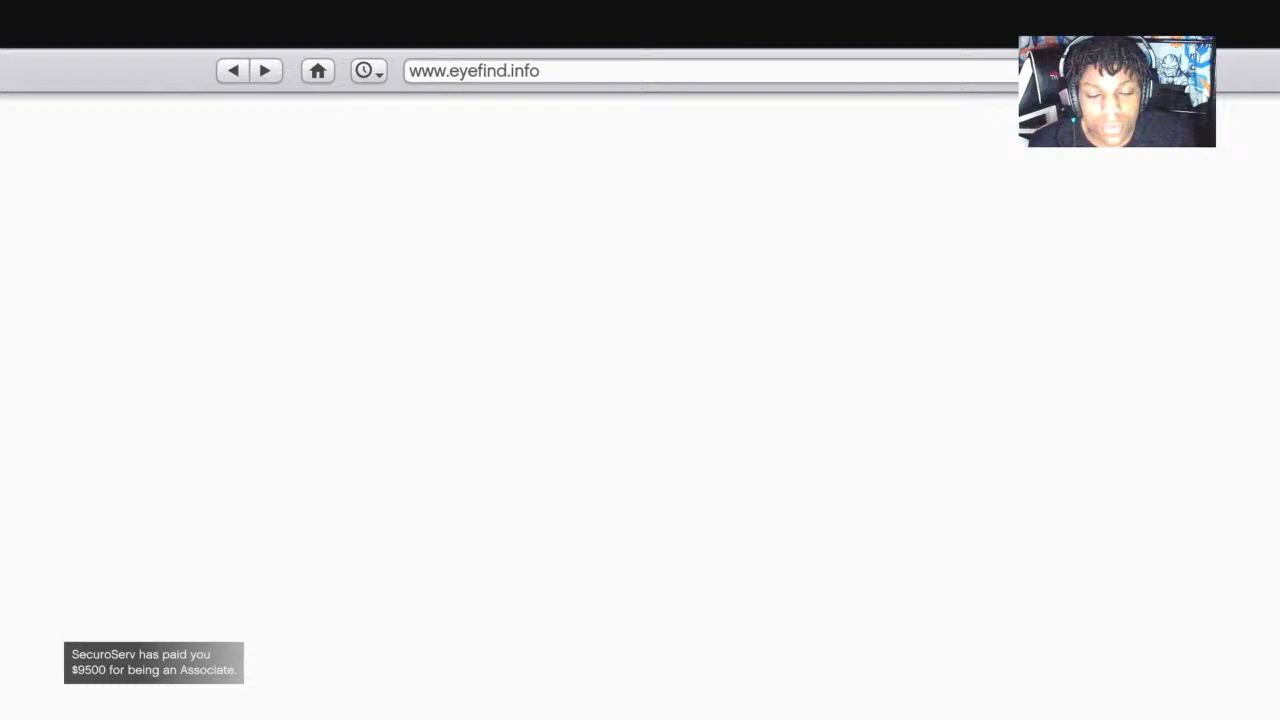 www.eyefind.info
SecuroServ has paid you
$9500 for being an Associate.